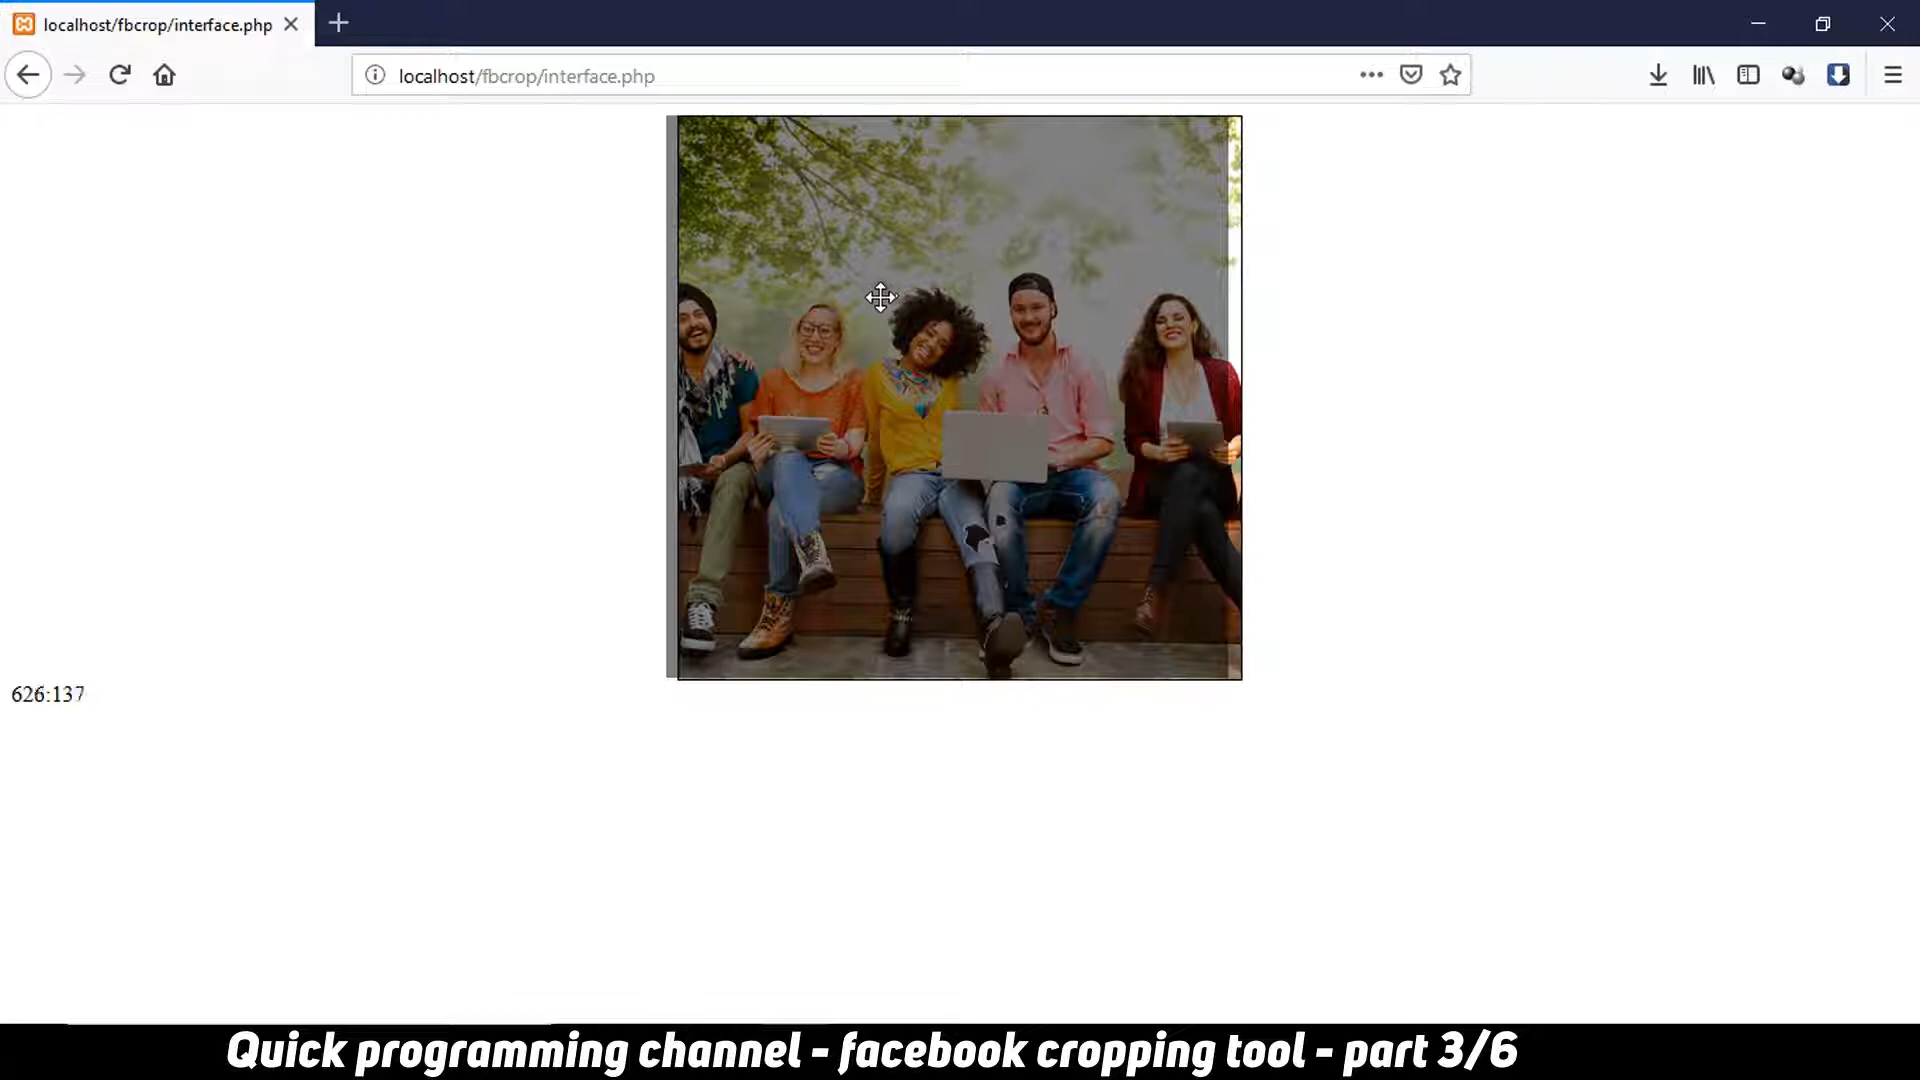 localhost/fbcrop/interface.php
localhost/fbcrop/interface.php
626:137
Quick programming channel - facebook cropping tool - part 3/6